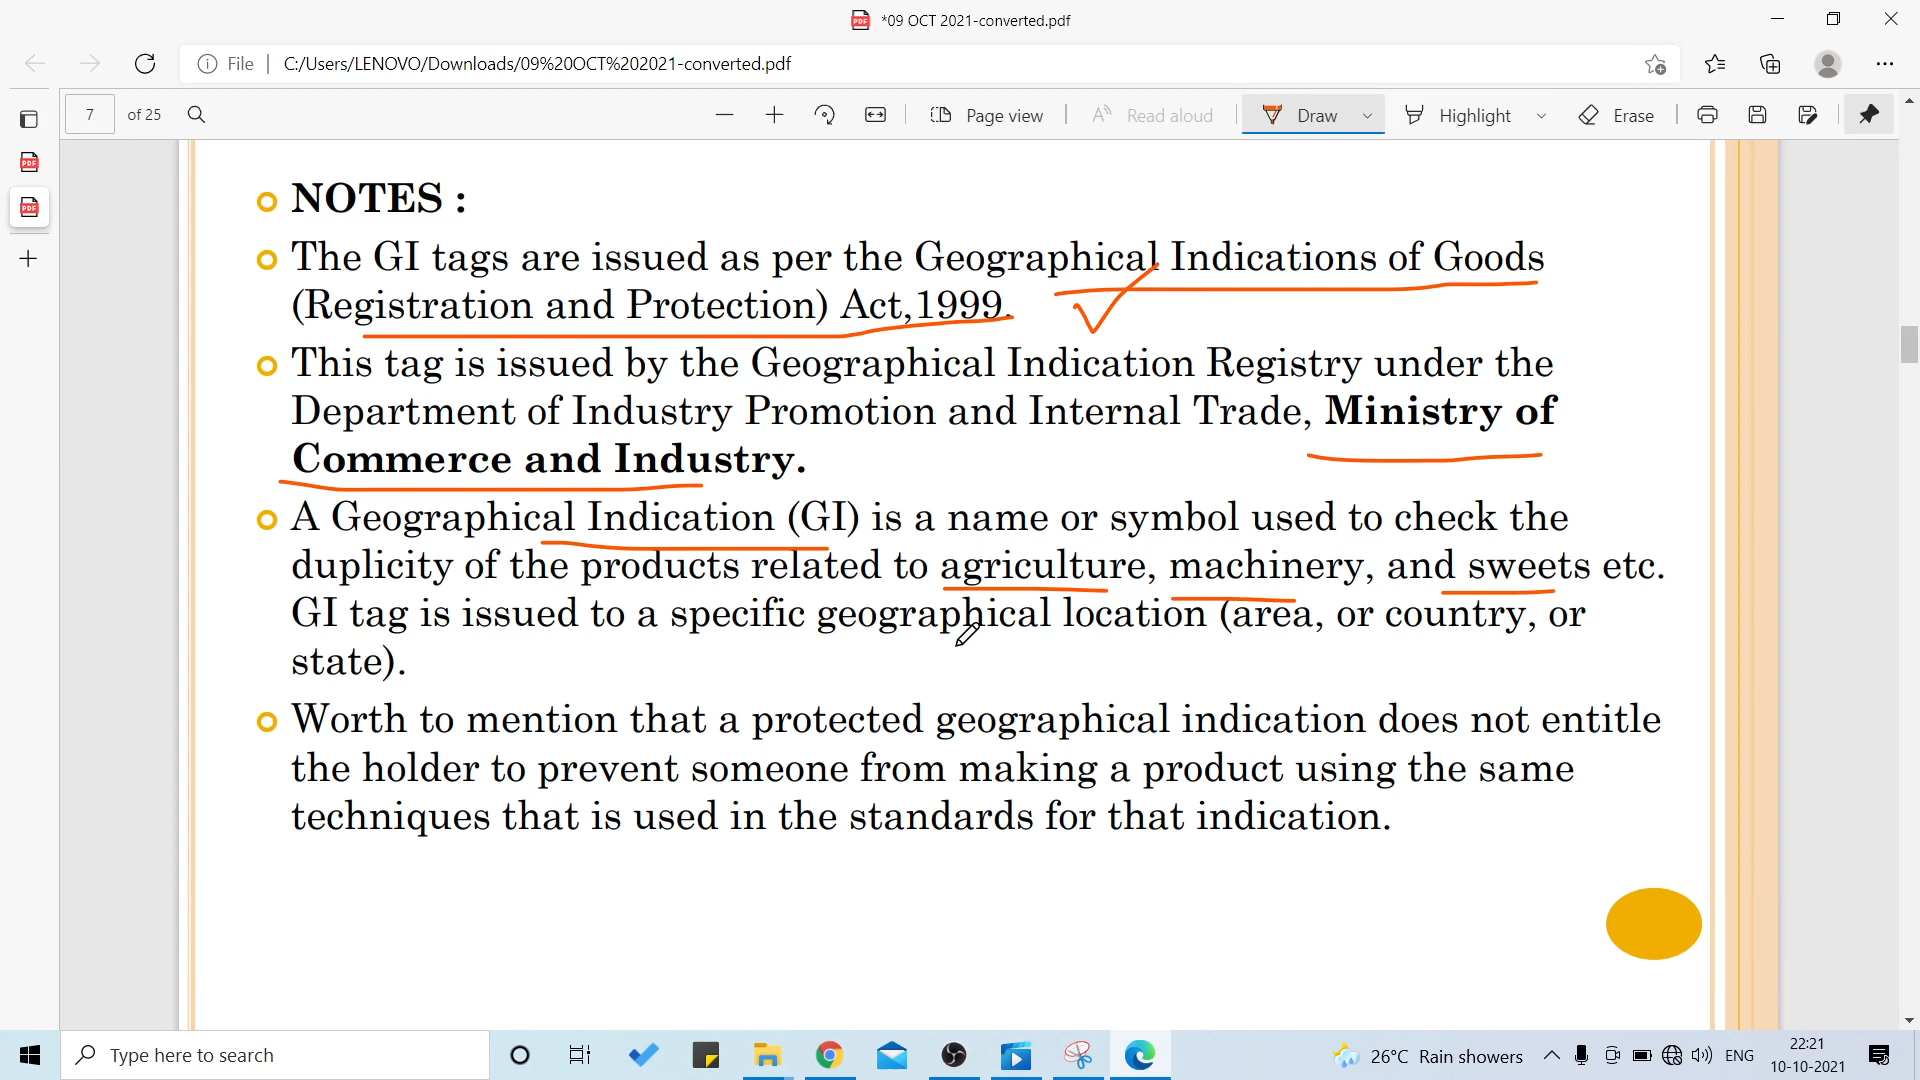 *09 OCT 2021-converted.pdf
File | C:/Users/LENOVO/Downloads/09%20OCT%202021-converted.pdf
7 of 25 Page view Read aloud Draw Highlight Erase
NOTES :
The GI tags are issued as per the Geographical Indications of Goods
(Registration and Protection) Act,1999.
This tag is issued by the Geographical Indication Registry under the
Department of Industry Promotion and Internal Trade, Ministry of
Commerce and Industry.
A Geographical Indication (GI) is a name or symbol used to check the
duplicity of the products related to agriculture, machinery, and sweets etc.
GI tag is issued to a specific geographical location (area, or country, or
state).
Worth to mention that a protected geographical indication does not entitle
the holder to prevent someone from making a product using the same
techniques that is used in the standards for that indication.
Type here to search
26°C Rain showers
ENG
22:21
10-10-2021